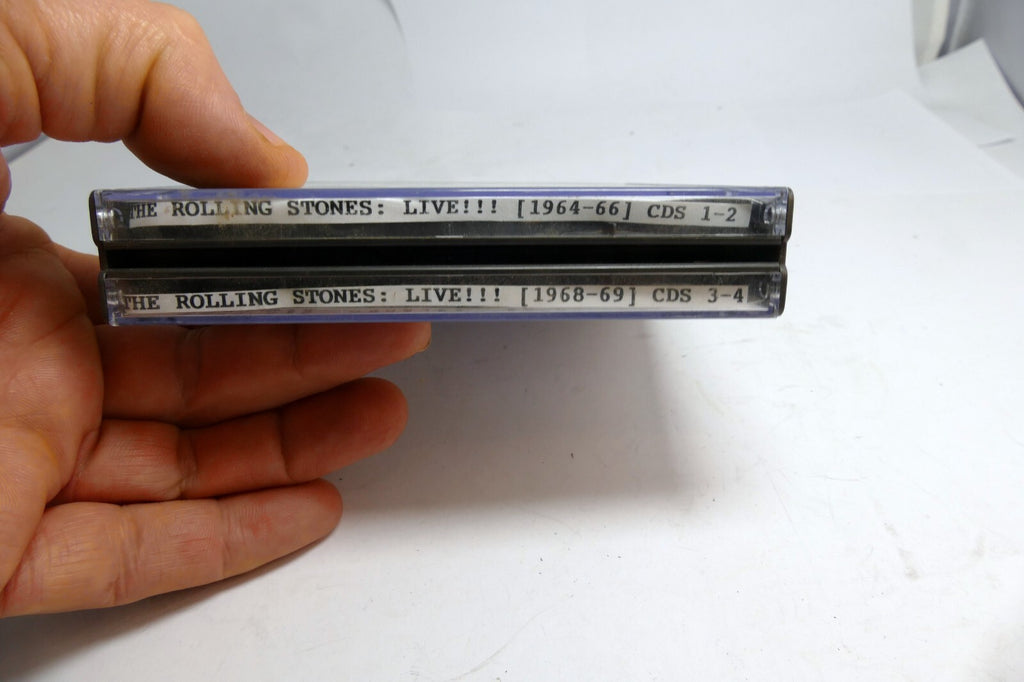 THE ROLLING STONES: LIVE!!! [1964-66] CDS 1-2
THE ROLLING STONES: LIVE!!! [1968-69] CDS 3-4